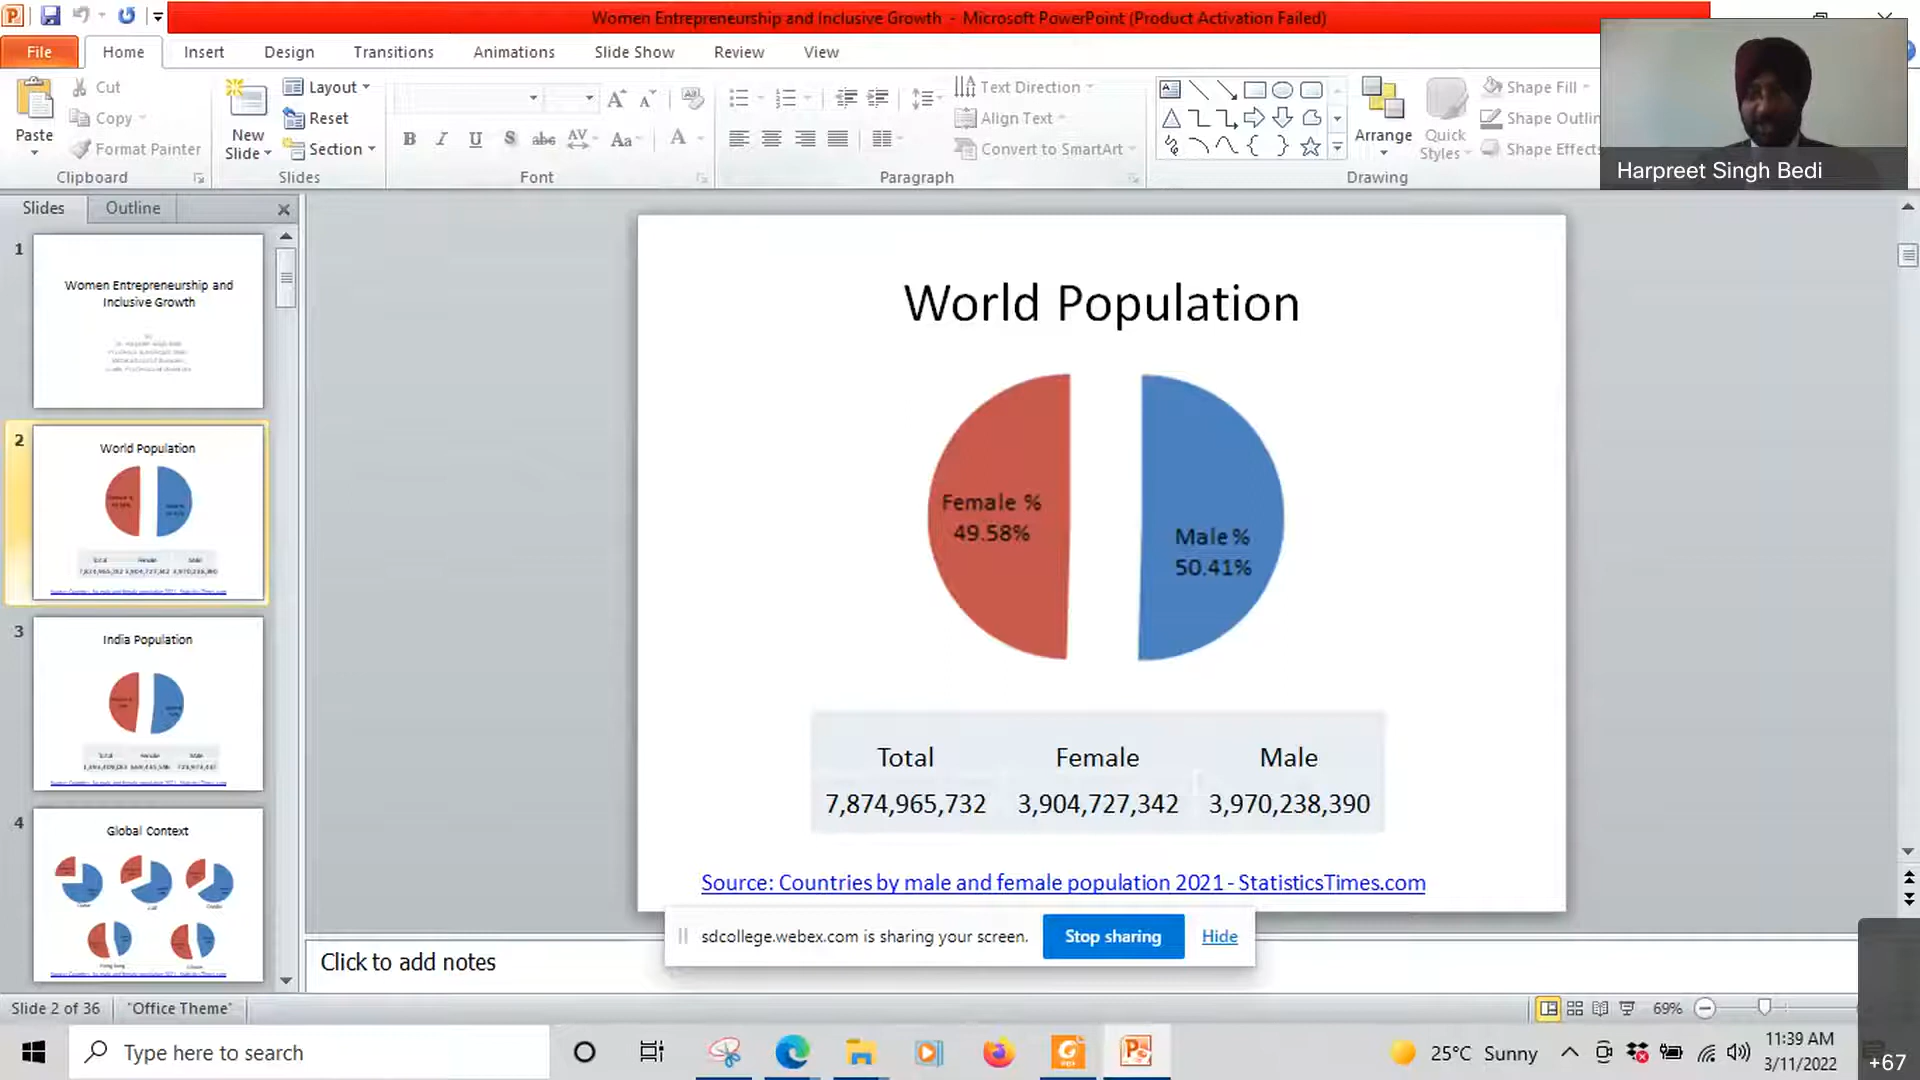 Women Entrepreneurship and Inclusive Growth - Microsoft PowerPoint (Product Activation Failed)
File
Home
Insert
Design
Transitions
Animations
Slide Show
Review
View
Paste
Cut
Copy
Format Painter
Clipboard
New
Slide
Layout
Reset
Section
Slides
Font
Text Direction
Align Text
Convert to SmartArt
Paragraph
Arrange
Quick
Styles
Shape Fill
Shape Outlin
Shape Effects
Drawing
Harpreet Singh Bedi
Slides
Outline
1
Women Entrepreneurship and
Inclusive Growth
2
World Population
Total Female Male
3
India Population
Total Female Male
4
Global Context
World Population
Female %
49.58%
Male %
50.41%
Total Female Male
7,874,965,732 3,904,727,342 3,970,238,390
Source: Countries by male and female population 2021 - StatisticsTimes.com
sdcollege.webex.com is sharing your screen.
Stop sharing
Hide
Click to add notes
Slide 2 of 36
"Office Theme"
69%
Type here to search
25°C Sunny
11:39 AM
3/11/2022
+67